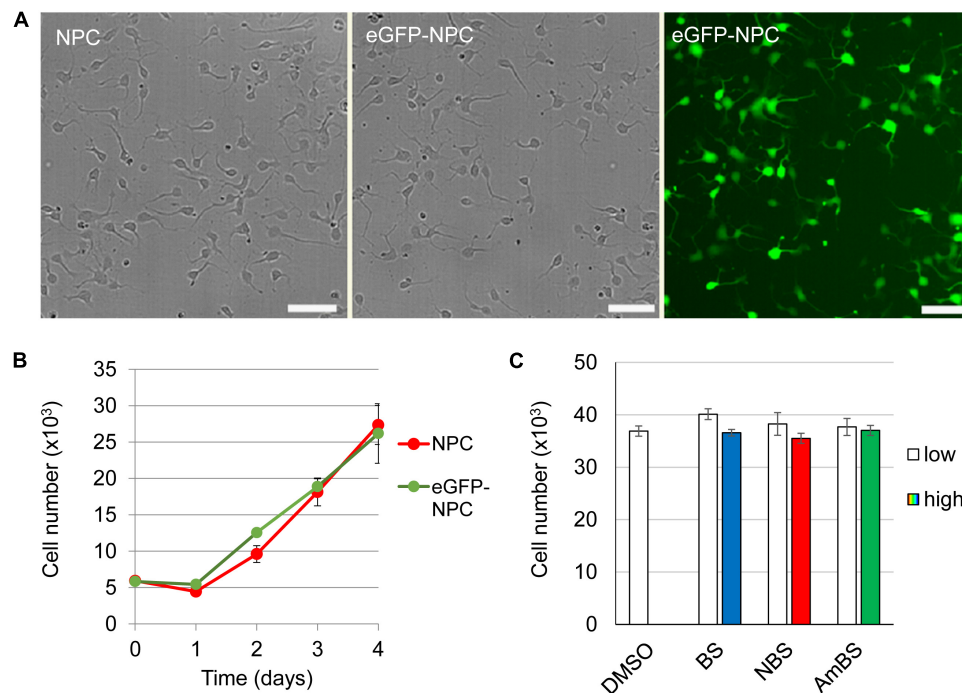 A
NPC
eGFP-NPC
eGFP-NPC
B
Cell number (x10³)
35
30
25
20
15
10
5
0
0 1 2 3 4
Time (days)
NPC
eGFP-
NPC
C
Cell number (x10³)
50
40
30
20
10
0
DMSO
BS
NBS
AmBS
low
high